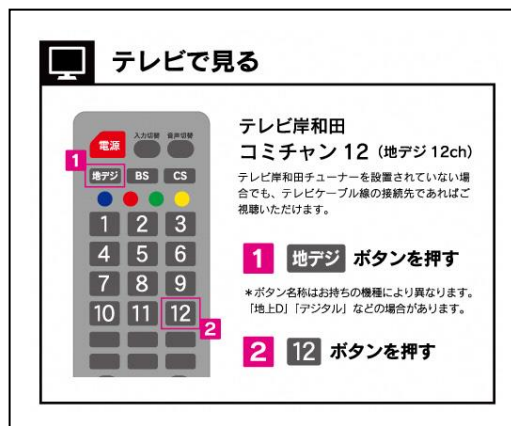 テレビで見る
電源
入力切替 音声切替
1
地デジ BS CS
1 2 3
4 5 6
7 8 9
10 11 12
2
テレビ岸和田
コミチャン 12（地デジ 12ch）
テレビ岸和田チューナーを設置されていない場
合でも、テレビケーブル線の接続先であればご
視聴いただけます。
1 地デジ ボタンを押す
＊ボタン名称はお持ちの機種により異なります。
「地上D」「デジタル」などの場合があります。
2 12 ボタンを押す